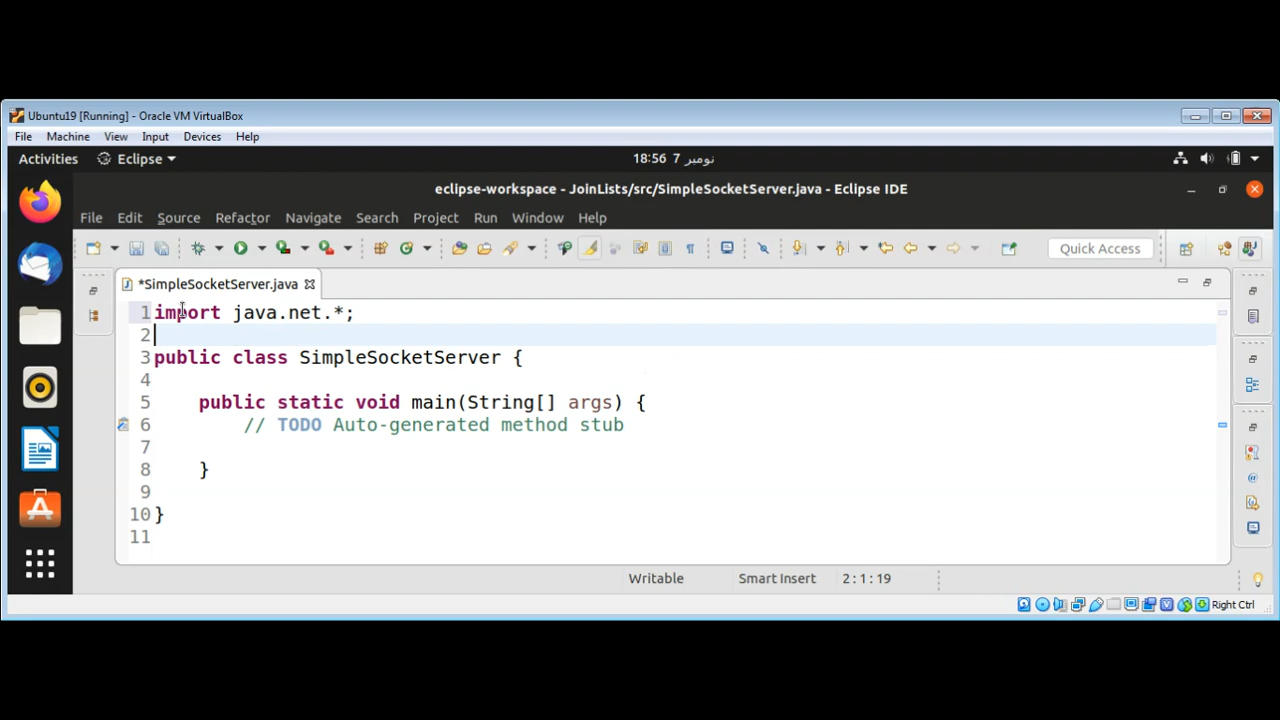 Ubuntu19 [Running] - Oracle VM VirtualBox
File Machine View Input Devices Help
Activities Eclipse 18:56 نومبر 7
eclipse-workspace - JoinLists/src/SimpleSocketServer.java - Eclipse IDE
File Edit Source Refactor Navigate Search Project Run Window Help
Quick Access
*SimpleSocketServer.java
1 import java.net.*;
2
3 public class SimpleSocketServer {
4
5 public static void main(String[] args) {
6 // TODO Auto-generated method stub
7
8 }
9
10 }
11
Writable Smart Insert 2 : 1 : 19
Right Ctrl